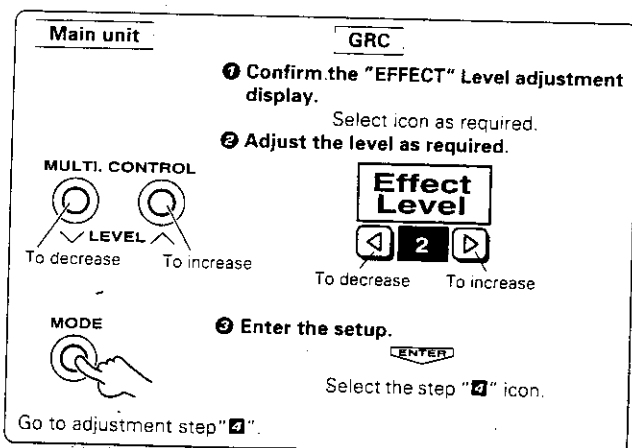 Main unit
GRC
❶ Confirm the "EFFECT" Level adjustment
display.
Select icon as required.
❷ Adjust the level as required.
MULTI. CONTROL
LEVEL
To decrease
To increase
Effect
Level
2
To decrease
To increase
MODE
❸ Enter the setup.
ENTER
Select the step "4" icon.
Go to adjustment step"4".